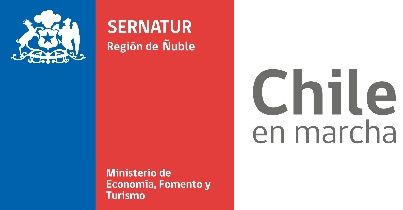 SERNATUR
Región de Ñuble
Ministerio de
Economía, Fomento y
Turismo
Chile
en marcha